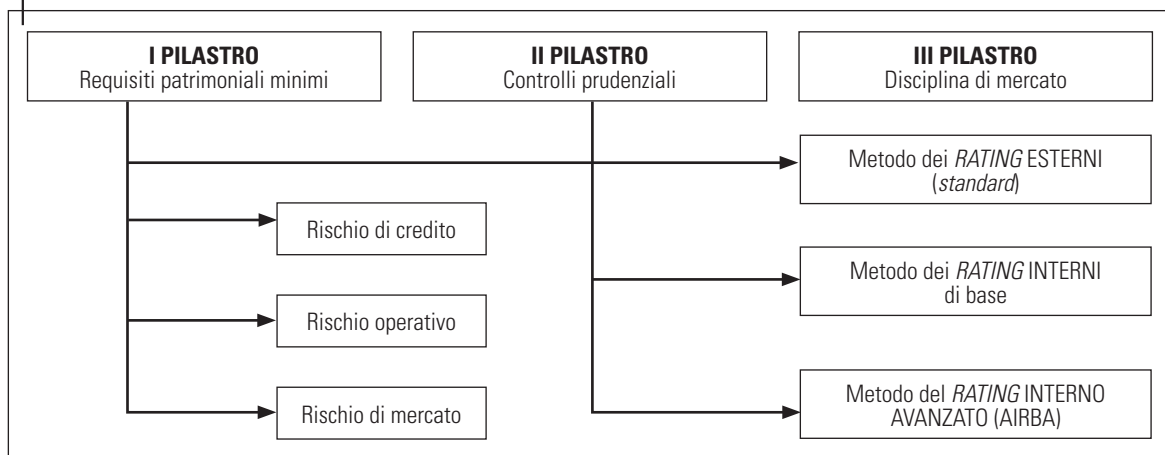 I PILASTRO
Requisiti patrimoniali minimi
II PILASTRO
Controlli prudenziali
III PILASTRO
Disciplina di mercato
Metodo dei RATING ESTERNI
(standard)
Rischio di credito
Metodo dei RATING INTERNI
di base
Rischio operativo
Metodo del RATING INTERNO
AVANZATO (AIRBA)
Rischio di mercato